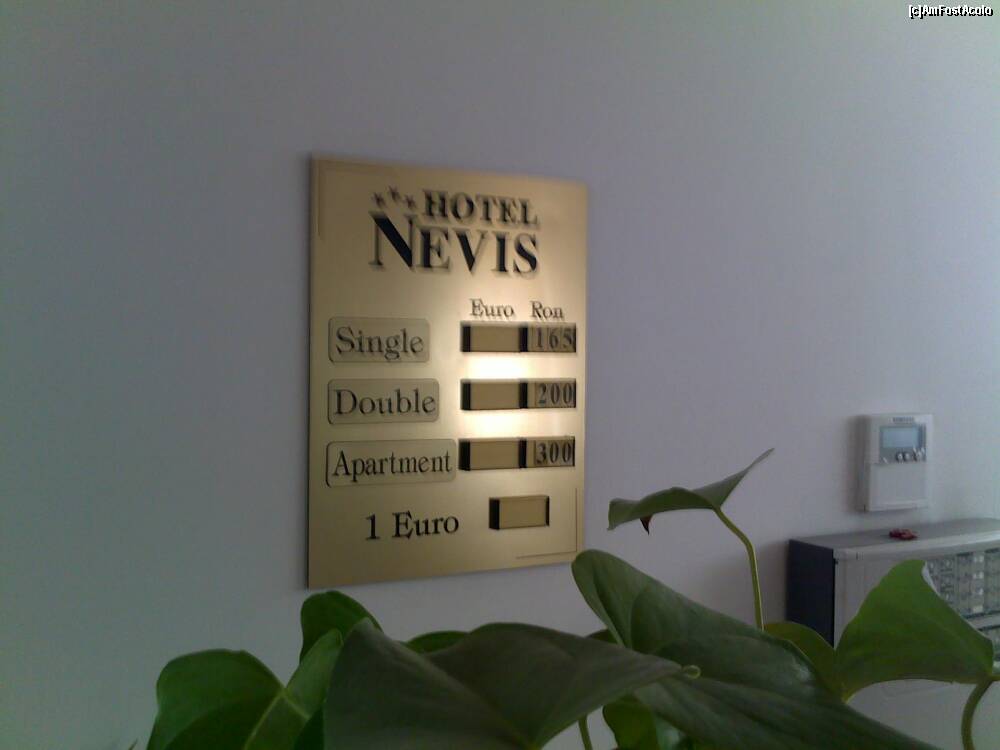 [c]AmFostAcolo
HOTEL
NEVIS
Euro Ron
Single 165
Double 200
Apartment 300
1 Euro